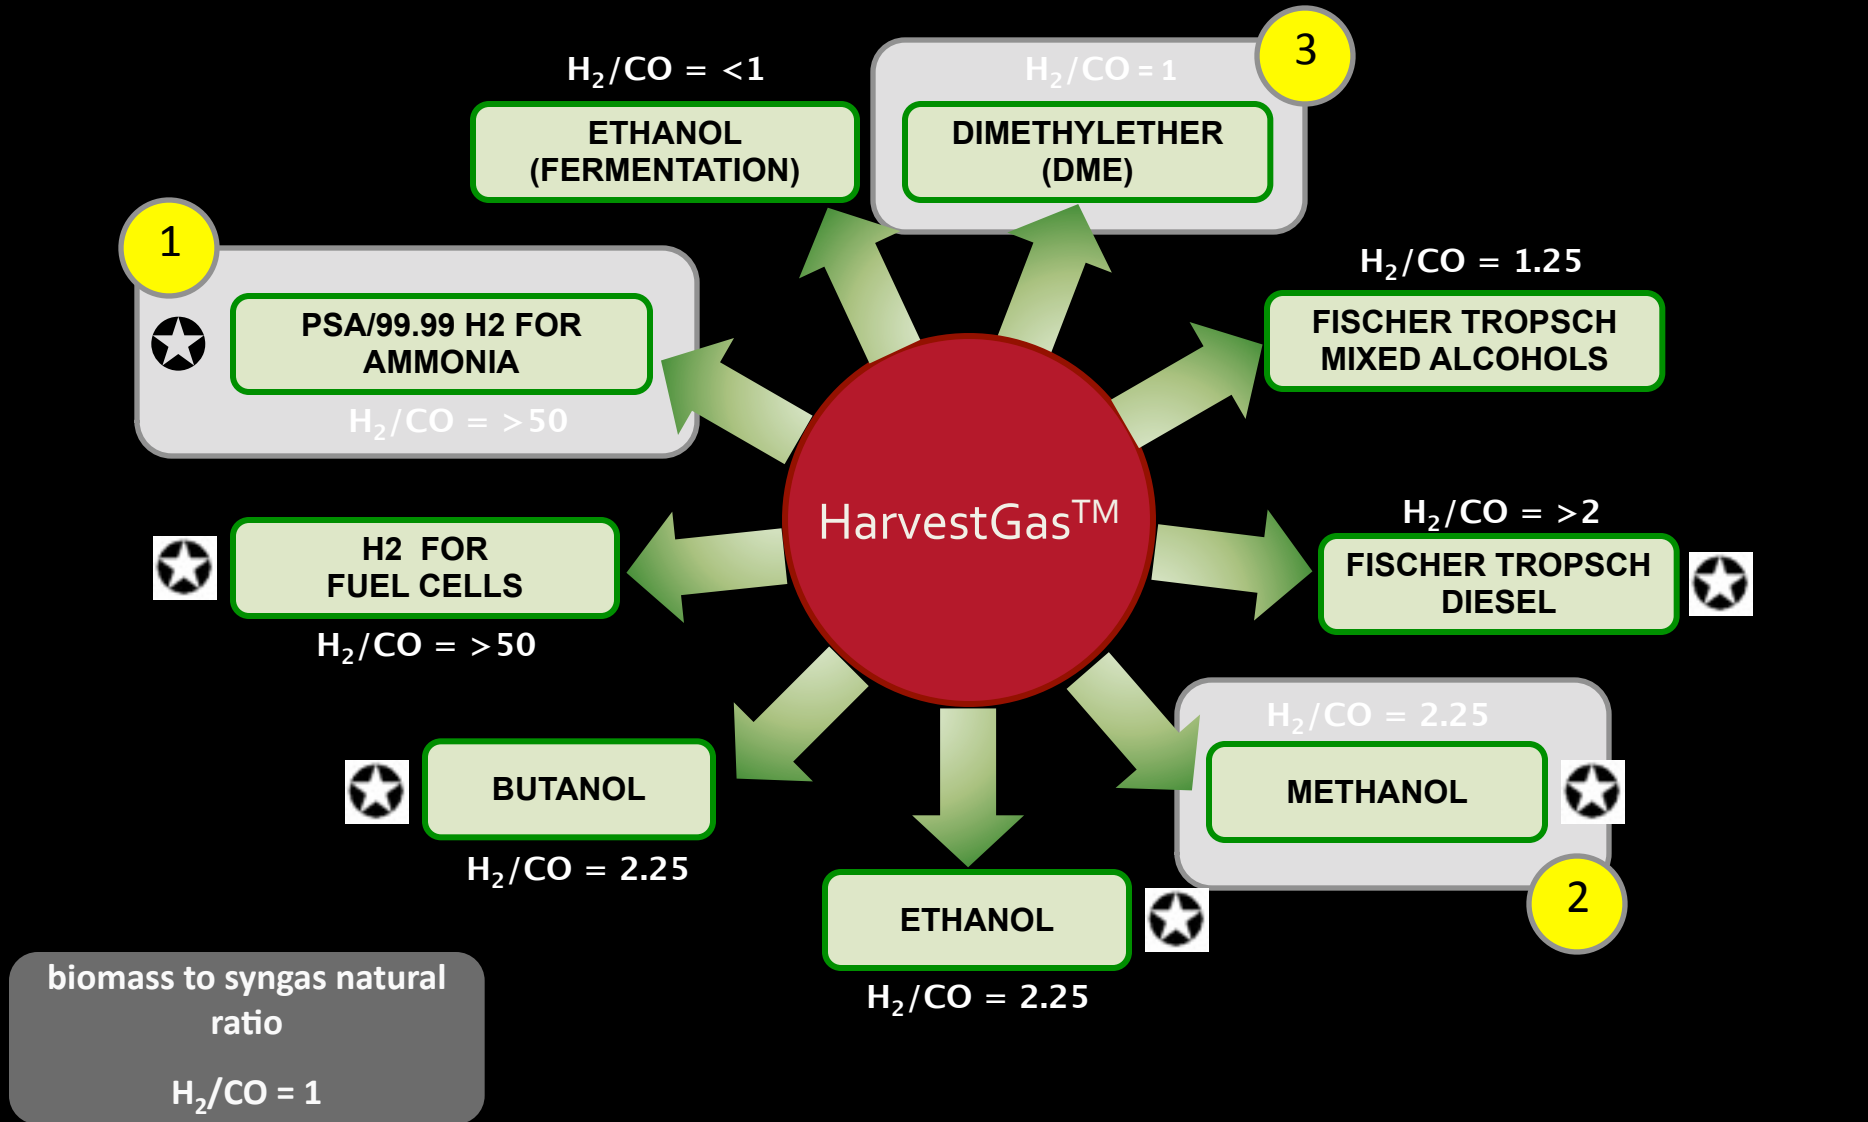 H₂/CO = <1
ETHANOL
(FERMENTATION)
H₂/CO = 1
3
DIMETHYLETHER
(DME)
1
PSA/99.99 H2 FOR
AMMONIA
H₂/CO = >50
H₂/CO = 1.25
FISCHER TROPSCH
MIXED ALCOHOLS
HarvestGas™
H2 FOR
FUEL CELLS
H₂/CO = >50
H₂/CO = >2
FISCHER TROPSCH
DIESEL
BUTANOL
H₂/CO = 2.25
H₂/CO = 2.25
METHANOL
2
ETHANOL
H₂/CO = 2.25
biomass to syngas natural
ratio
H₂/CO = 1